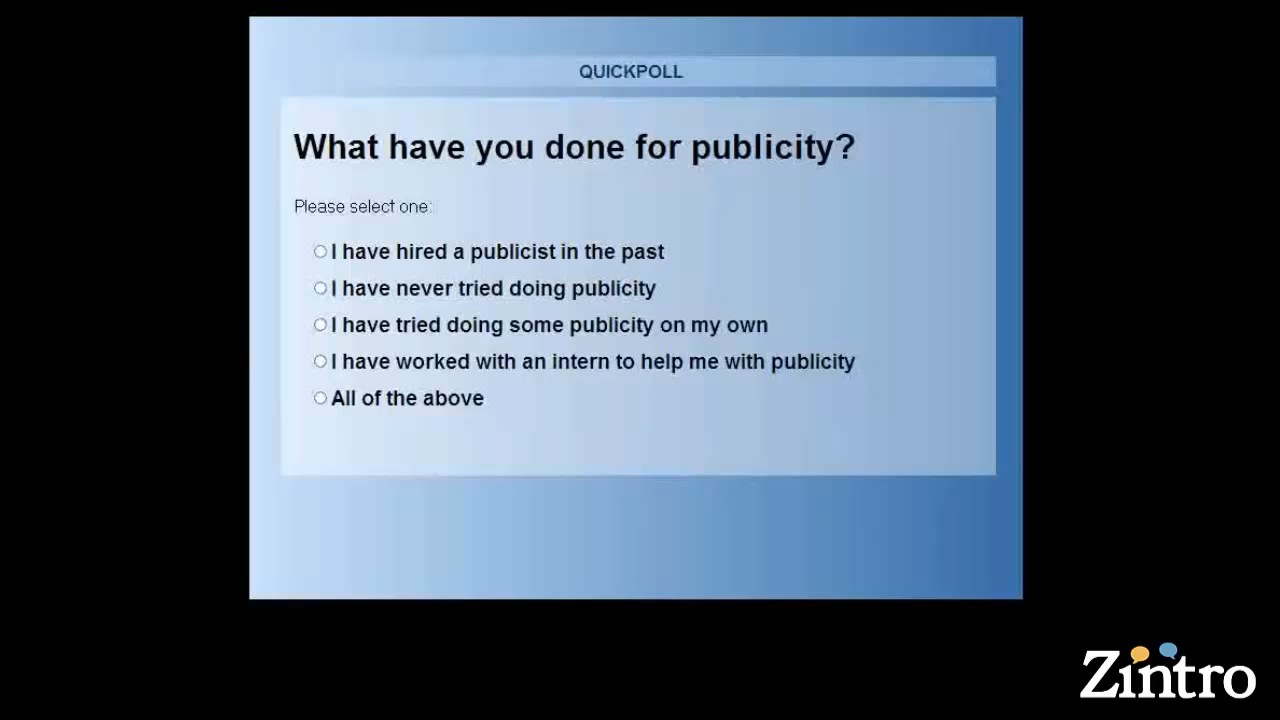 QUICKPOLL
What have you done for publicity?
Please select one:
I have hired a publicist in the past
I have never tried doing publicity
I have tried doing some publicity on my own
I have worked with an intern to help me with publicity
All of the above
Zintro